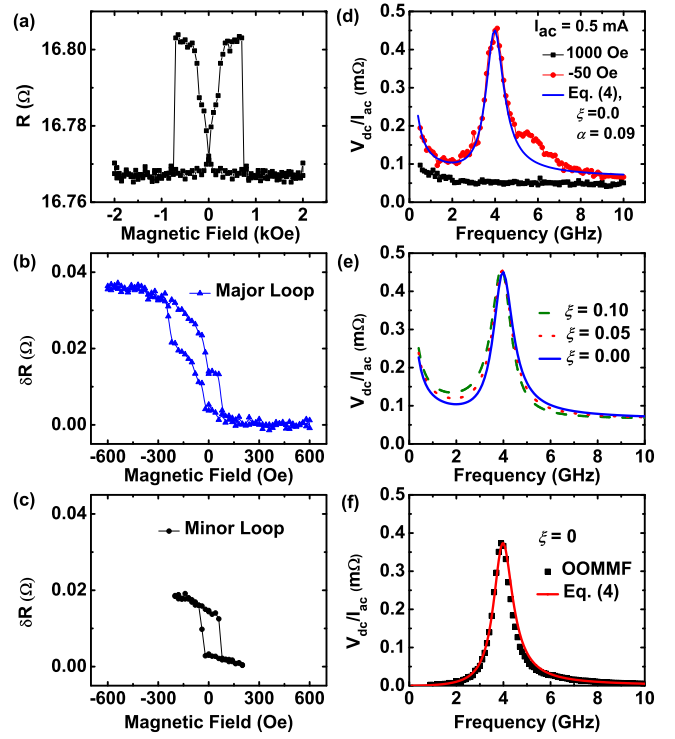 (a)
16.80
16.78
16.76
R (Ω)
-2 -1 0 1 2
Magnetic Field (kOe)
(b)
0.04
0.02
0.00
δR (Ω)
Major Loop
-600 -300 0 300 600
Magnetic Field (Oe)
(c)
0.04
0.02
0.00
δR (Ω)
Minor Loop
-600 -300 0 300 600
Magnetic Field (Oe)
(d)
0.5
0.4
0.3
0.2
0.1
0.0
V_dc/I_ac (mΩ)
I_ac = 0.5 mA
1000 Oe
-50 Oe
Eq. (4),
ξ=0.0
α = 0.09
0 2 4 6 8 10
Frequency (GHz)
(e)
0.5
0.4
0.3
0.2
0.1
0.0
V_dc/I_ac (mΩ)
ξ = 0.10
ξ = 0.05
ξ = 0.00
0 2 4 6 8 10
Frequency (GHz)
(f)
0.5
0.4
0.3
0.2
0.1
0.0
V_dc/I_ac (mΩ)
ξ = 0
OOMMF
Eq. (4)
0 2 4 6 8 10
Frequency (GHz)